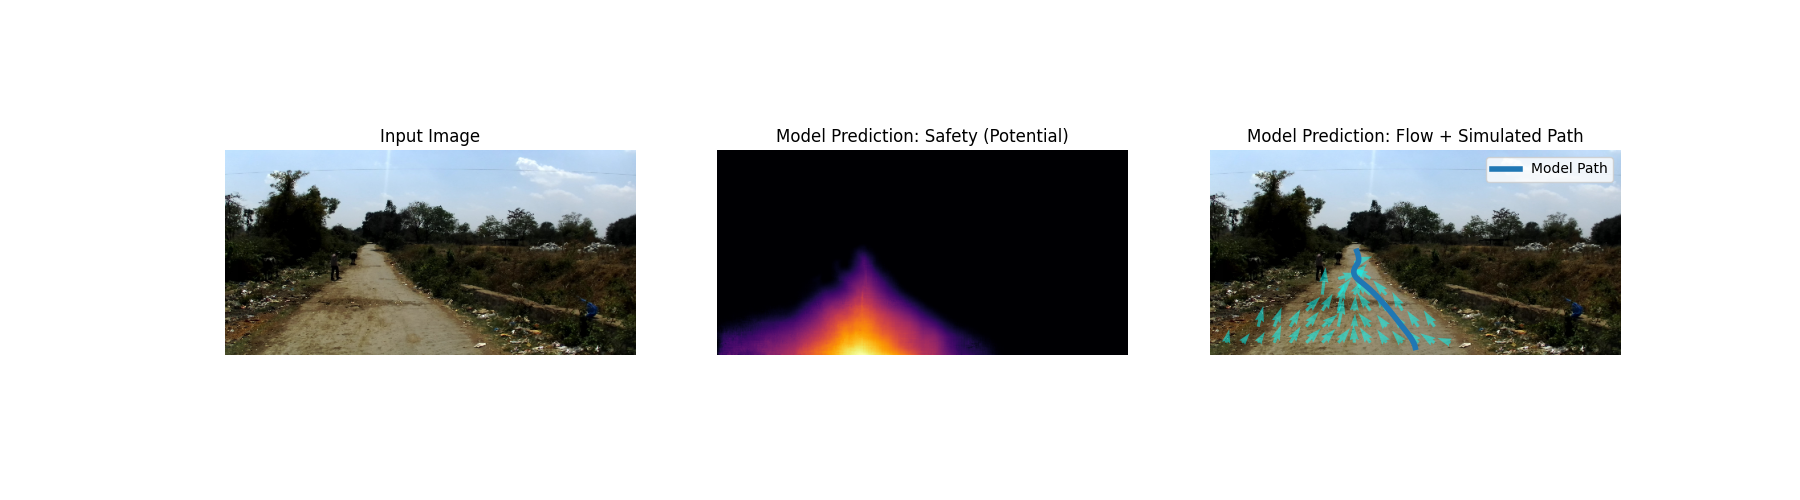 Input Image
Model Prediction: Safety (Potential)
Model Prediction: Flow + Simulated Path
Model Path